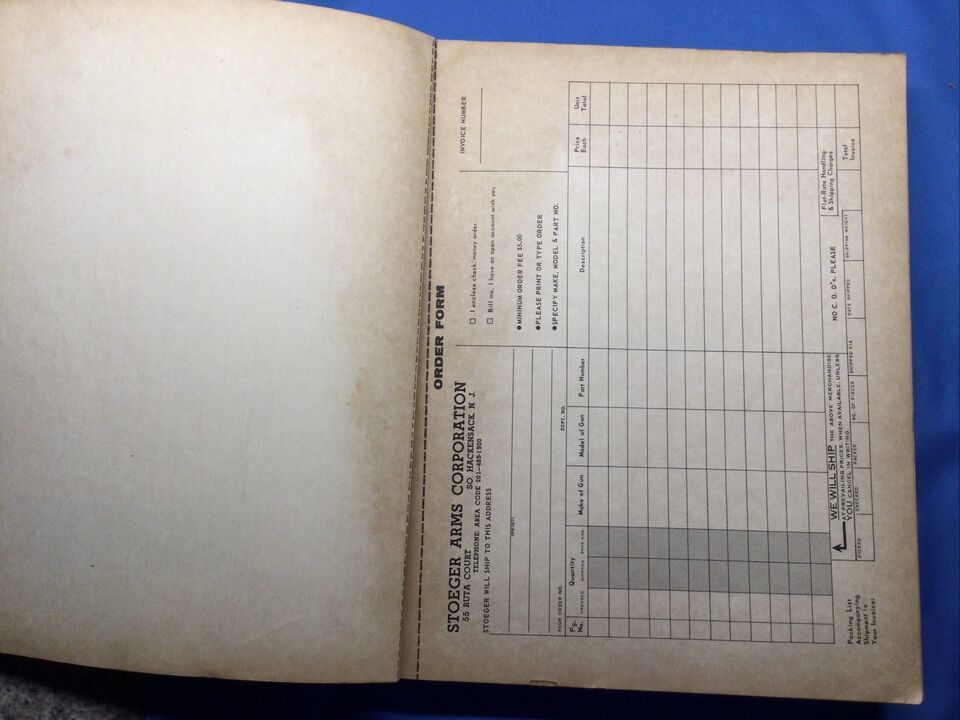 ORDER FORM
STOEGER ARMS CORPORATION
55 RUTA COURT
SO. HACKENSACK, N. J.
TELEPHONE: AREA CODE 201-489-1900
STOEGER WILL SHIP TO THIS ADDRESS
(PRINT)
YOUR ORDER NO.
DEPT. NO.
INVOICE NUMBER
I enclose check/money order.
Bill me, I have an open account with you
●MINIMUM ORDER FEE $5.00
●PLEASE PRINT OR TYPE ORDER
●SPECIFY MAKE, MODEL & PART NO.
Pg. No.
Quantity
ORDERED SHIPPED BACK ORD.
Make of Gun
Model of Gun
Part Number
Description
Price Each
Unit Total
WE WILL SHIP THE ABOVE MERCHANDISE
AT PREVAILING PRICES, WHEN AVAILABLE, UNLESS
YOU CANCEL IN WRITING.
NO C. O. D's, PLEASE
Flat-Rate Handling
& Shipping Charges
Total Invoice
Packing List
Accompanying
Shipment is
Your Invoice:
PICKED
CHECKED
PACKED
NO. OF PIECES
SHIPPED VIA
DATE SHIPPED
SHIPPING WEIGHT